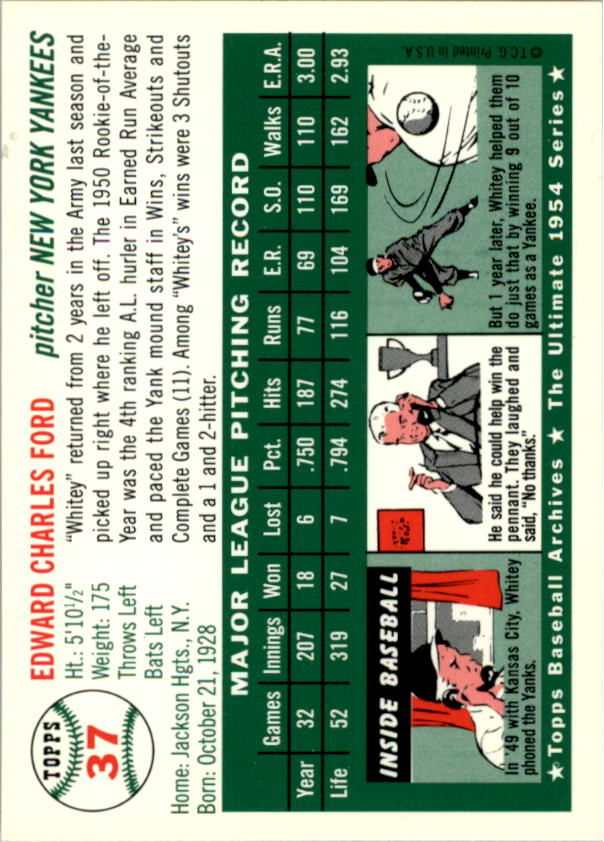 TOPPS
37
EDWARD CHARLES FORD pitcher NEW YORK YANKEES
Ht.: 5'10½"
Weight: 175
Throws Left
Bats Left
Home: Jackson Hgts., N.Y.
Born: October 21, 1928
"Whitey" returned from 2 years in the Army last season and
picked up right where he left off. The 1950 Rookie-of-the-
Year was the 4th ranking A.L. hurler in Earned Run Average
and paced the Yank mound staff in Wins, Strikeouts and
Complete Games (11). Among "Whitey's" wins were 3 Shutouts
and a 1 and 2-hitter.
MAJOR LEAGUE PITCHING RECORD
Games Innings Won Lost Pct. Hits Runs E.R. S.O. Walks E.R.A.
Year 32 207 18 6 .750 187 77 69 110 110 3.00
Life 52 319 27 7 .794 274 116 104 169 162 2.93
INSIDE BASEBALL
In '49 with Kansas City, Whitey
phoned the Yanks.
He said he could help win the
pennant. They laughed and
said, "No thanks."
But 1 year later, Whitey helped them
do just that by winning 9 out of 10
games as a Yankee.
© T.C.G. Printed in U.S.A.
★ Topps Baseball Archives ★ The Ultimate 1954 Series ★